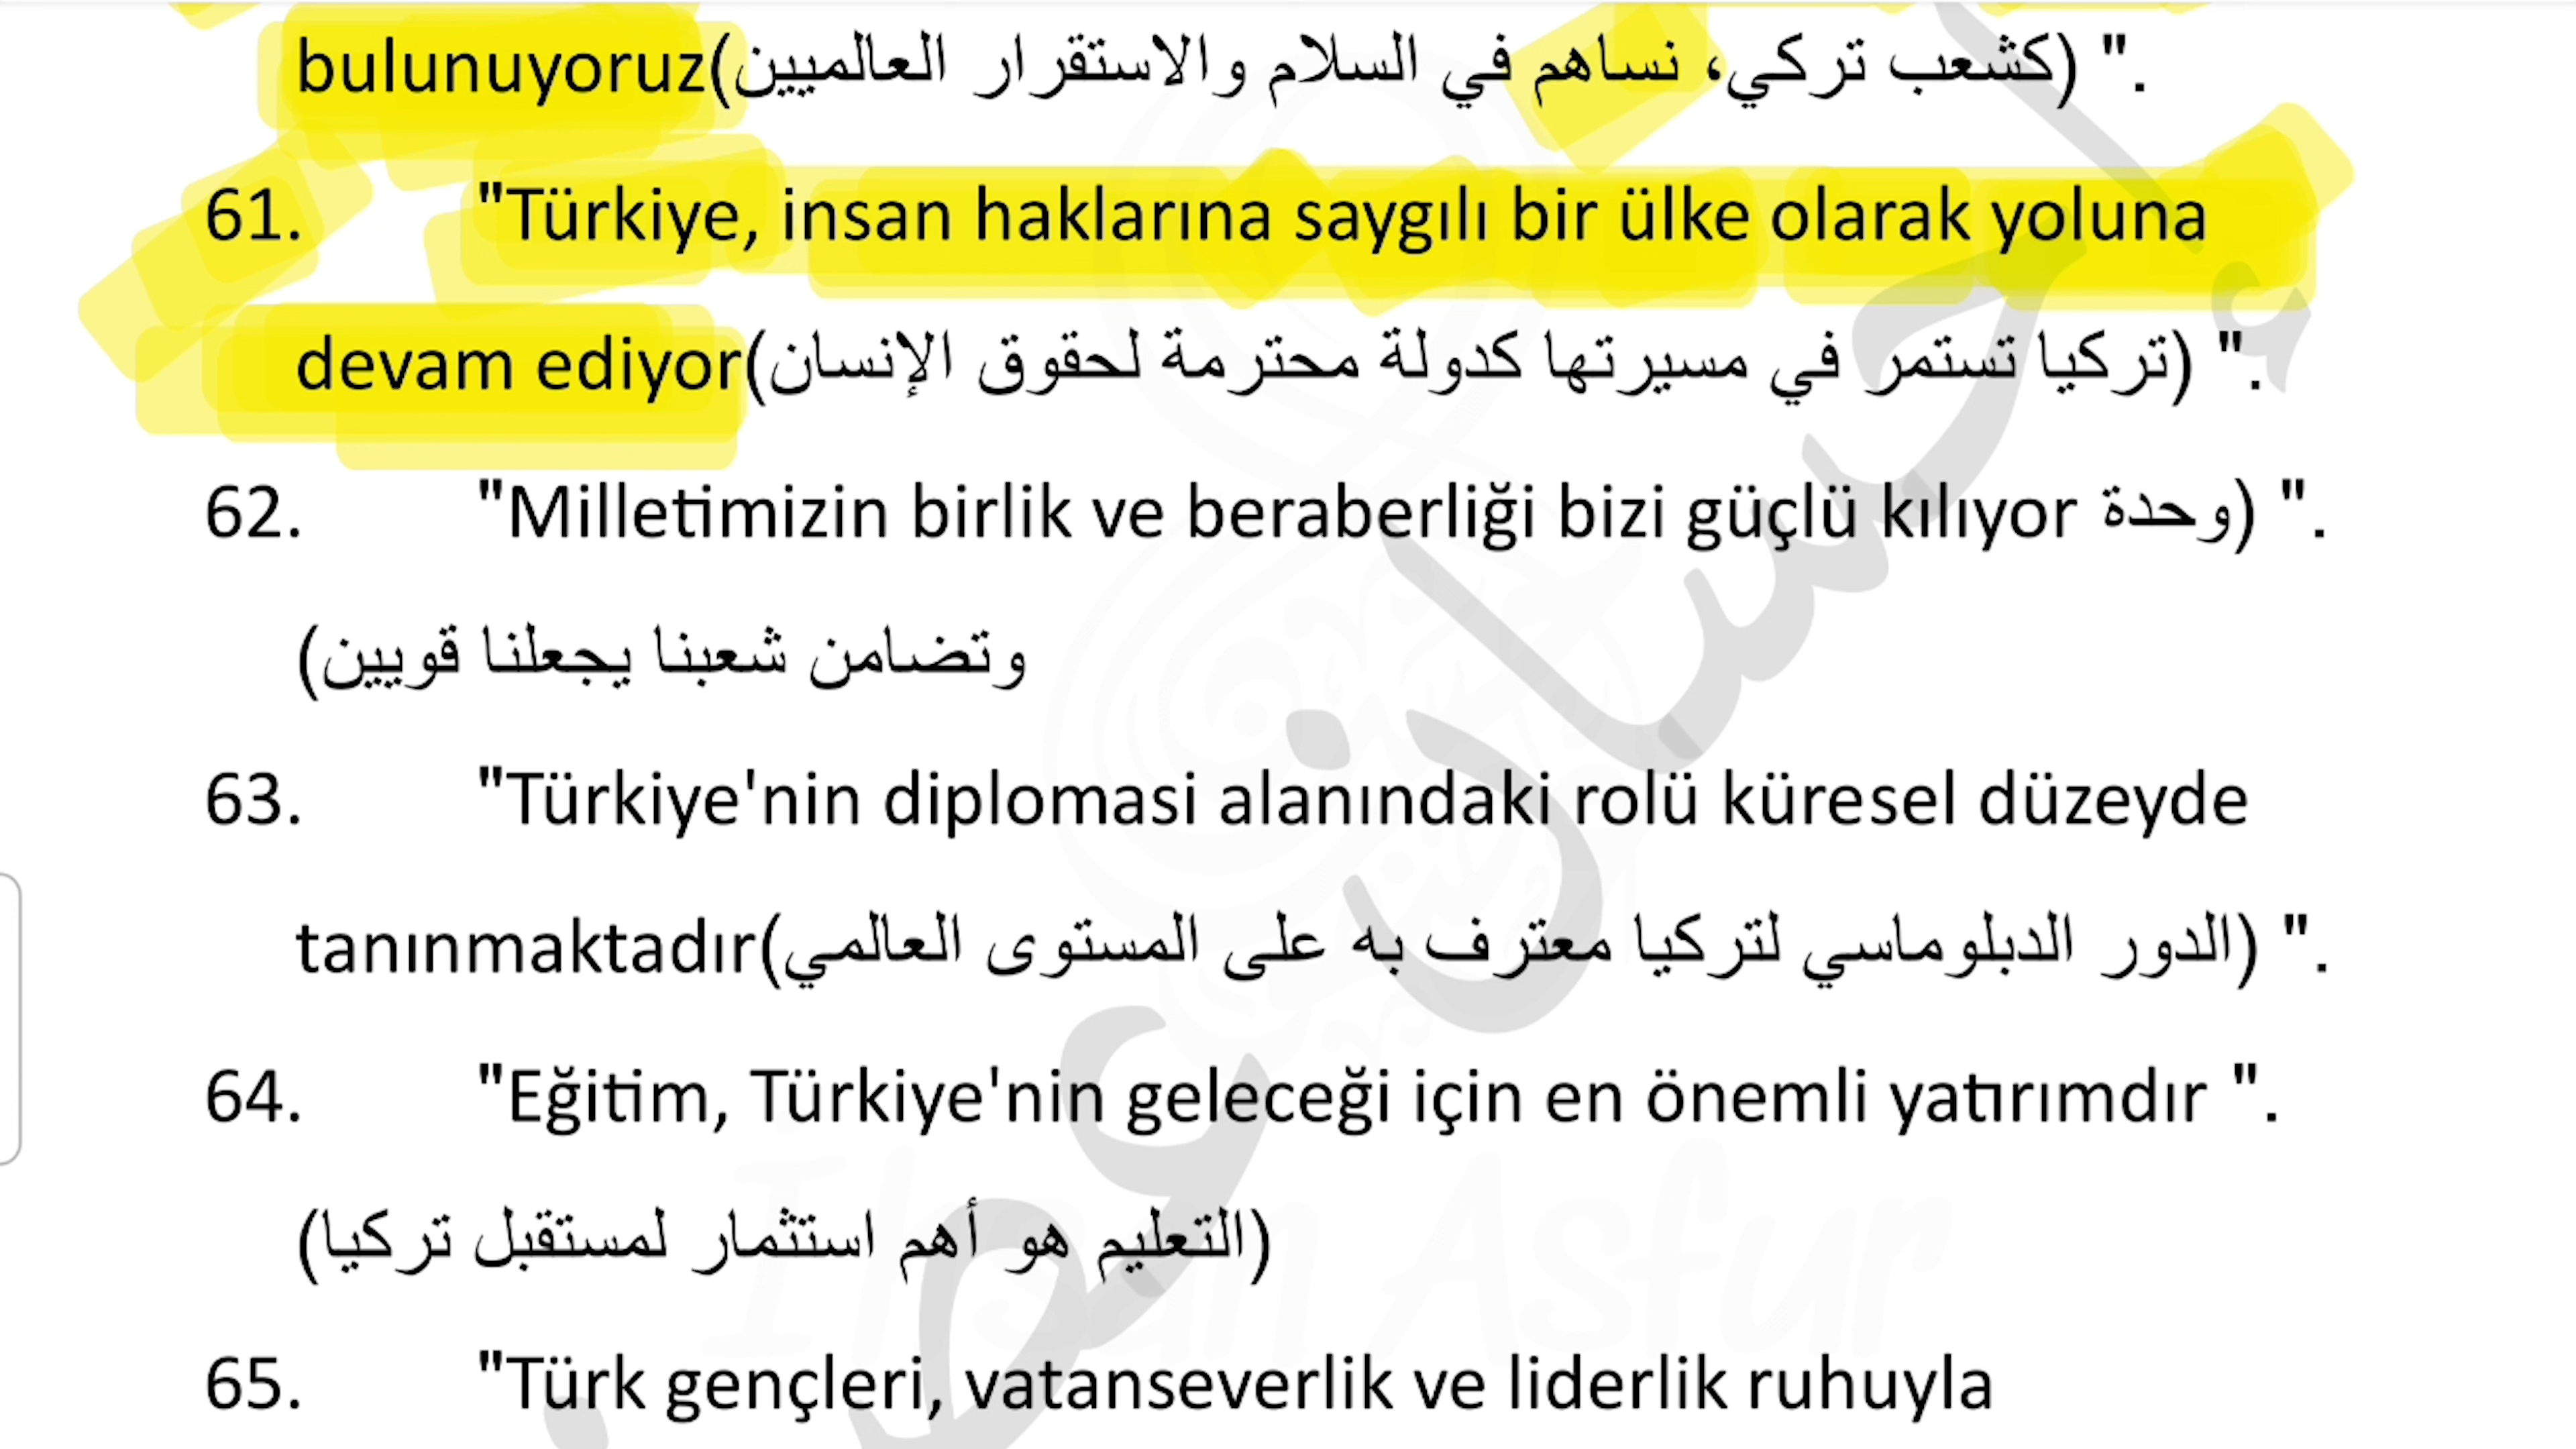 bulunuyoruz(كشعب تركي، نساهم في السلام والاستقرار العالميين) ".
61. "Türkiye, insan haklarına saygılı bir ülke olarak yoluna
devam ediyor(تركيا تستمر في مسيرتها كدولة محترمة لحقوق الإنسان) ".
62. "Milletimizin birlik ve beraberliği bizi güçlü kılıyor (وحدة ".
وتضامن شعبنا يجعلنا قويين)
63. "Türkiye'nin diplomasi alanındaki rolü küresel düzeyde
tanınmaktadır(الدور الدبلوماسي لتركيا معترف به على المستوى العالمي) ".
64. "Eğitim, Türkiye'nin geleceği için en önemli yatırımdır ".
(التعليم هو أهم استثمار لمستقبل تركيا)
65. "Türk gençleri, vatanseverlik ve liderlik ruhuyla
إحسان
Asfur